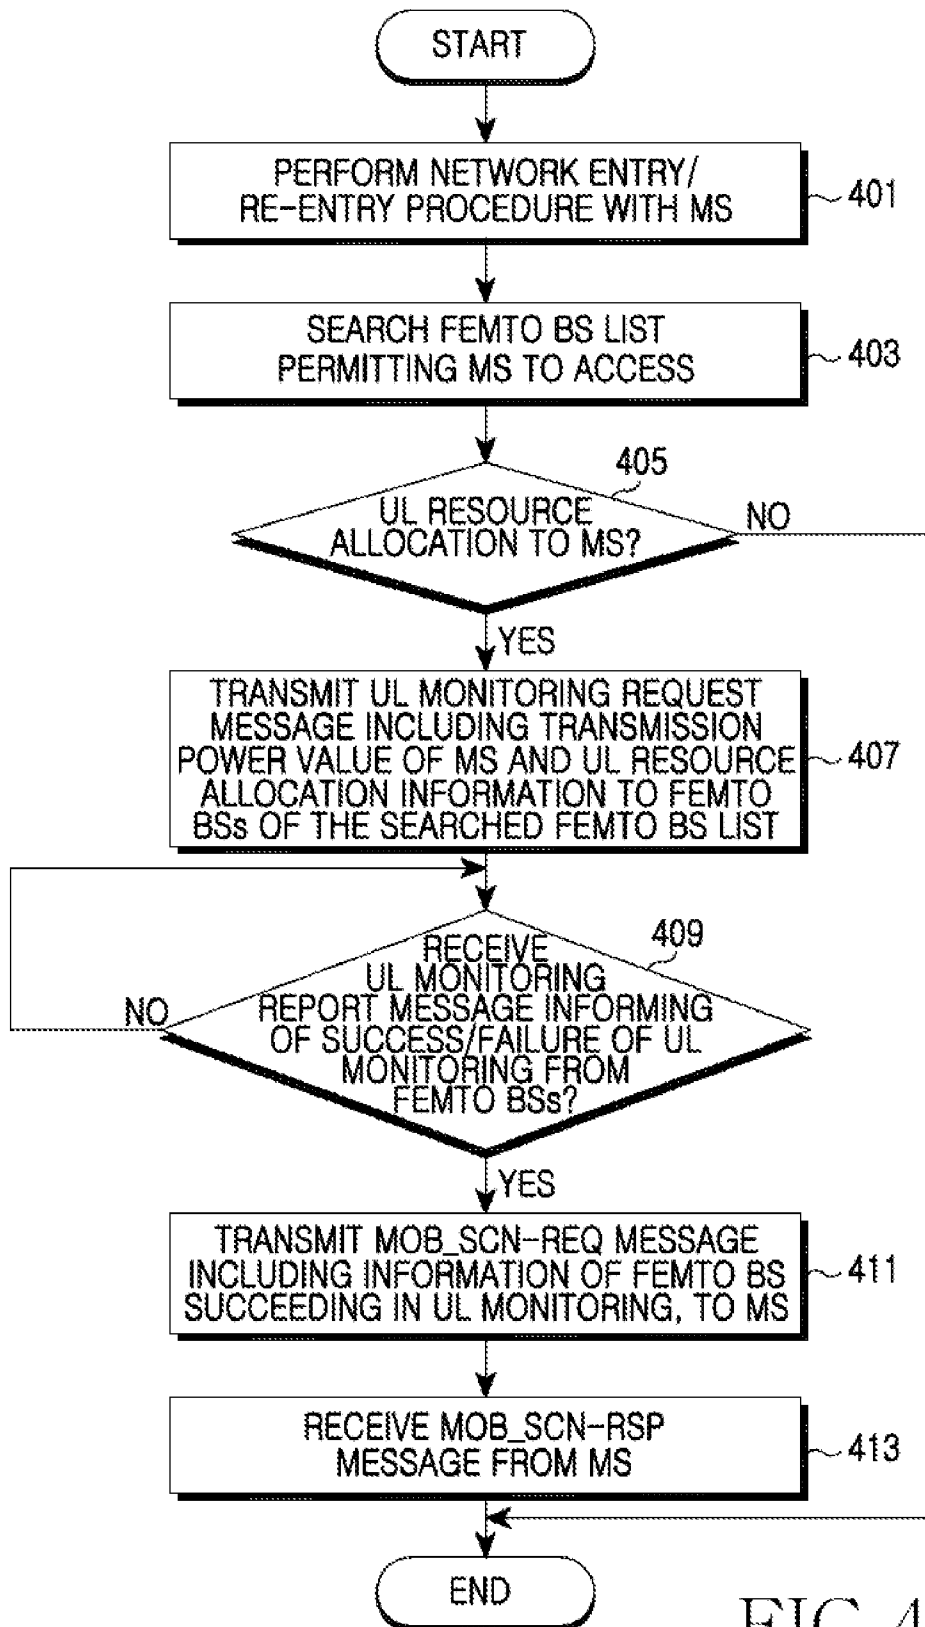 START
PERFORM NETWORK ENTRY/
RE-ENTRY PROCEDURE WITH MS
401
SEARCH FEMTO BS LIST
PERMITTING MS TO ACCESS
403
405
UL RESOURCE
ALLOCATION TO MS?
NO
YES
TRANSMIT UL MONITORING REQUEST
MESSAGE INCLUDING TRANSMISSION
POWER VALUE OF MS AND UL RESOURCE
ALLOCATION INFORMATION TO FEMTO
BSs OF THE SEARCHED FEMTO BS LIST
407
409
RECEIVE
UL MONITORING
REPORT MESSAGE INFORMING
OF SUCCESS/FAILURE OF UL
MONITORING FROM
FEMTO BSs?
NO
YES
TRANSMIT MOB_SCN-REQ MESSAGE
INCLUDING INFORMATION OF FEMTO BS
SUCCEEDING IN UL MONITORING, TO MS
411
RECEIVE MOB_SCN-RSP
MESSAGE FROM MS
413
END
FIG.4